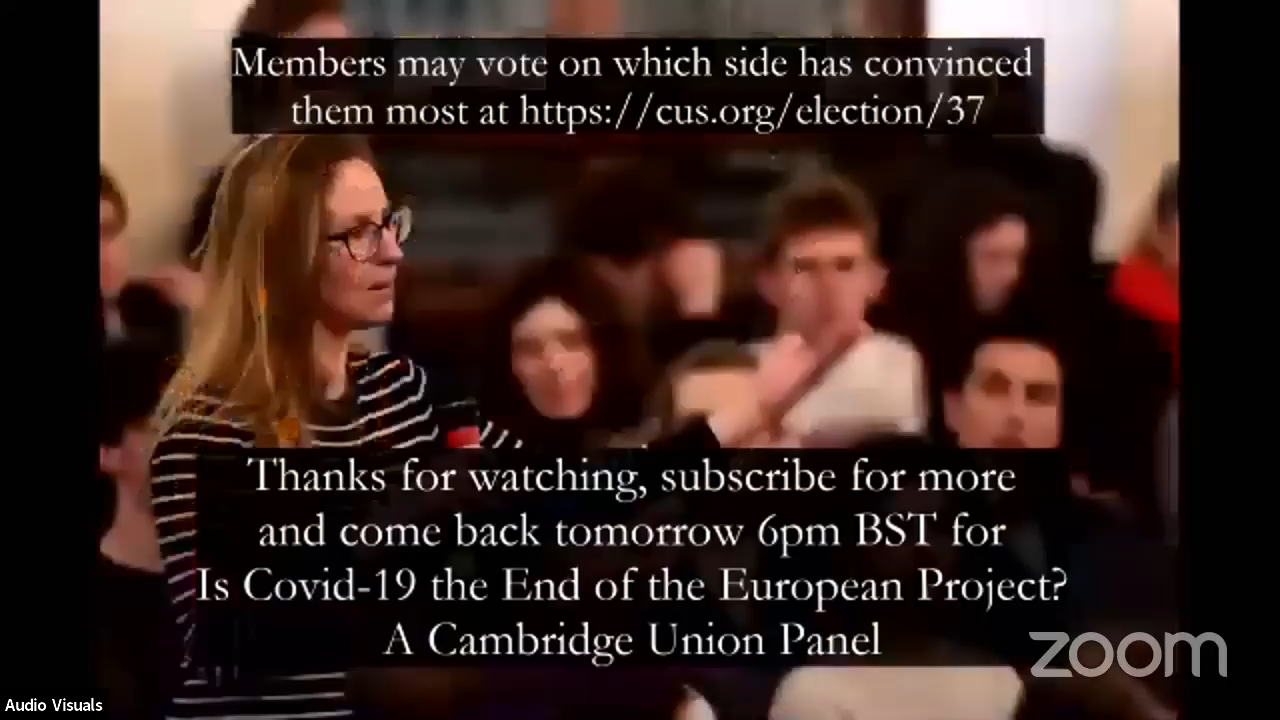 Members may vote on which side has convinced
them most at https://cus.org/election/37
Thanks for watching, subscribe for more
and come back tomorrow 6pm BST for
Is Covid-19 the End of the European Project?
A Cambridge Union Panel
zoom
Audio Visuals